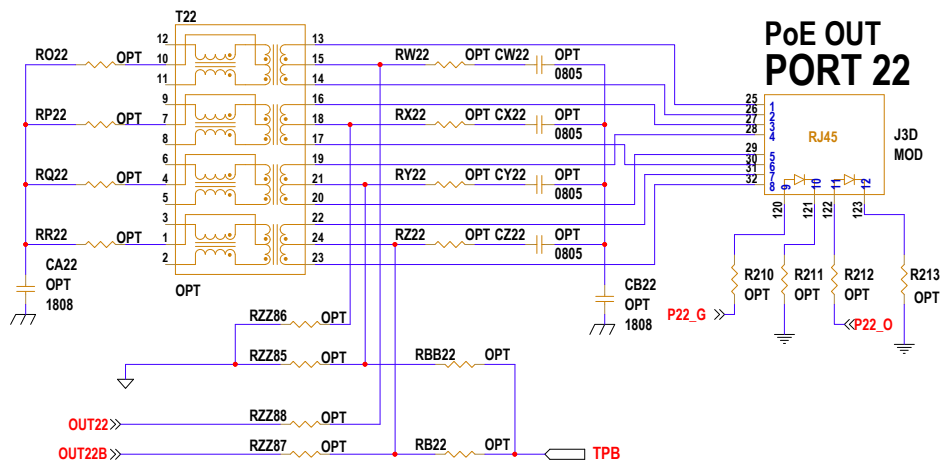 T22
PoE OUT
PORT 22
12 13
RO22 OPT 10 15 RW22 OPT CW22 OPT
11 14 0805
9 16
RP22 OPT 7 18 RX22 OPT CX22 OPT
8 17 0805
6 19
RQ22 OPT 4 21 RY22 OPT CY22 OPT
5 20 0805
3 22
RR22 OPT 1 24 RZ22 OPT CZ22 OPT
2 23 0805
25 1
26 2
27 3
28 4
29 5
30 6
31 7
32 8
RJ45
J3D
MOD
9 10 11 12
120 121 122 123
CA22
OPT
1808
OPT
CB22
OPT
1808
R210
OPT
R211
OPT
R212
OPT
R213
OPT
P22_G
P22_O
RZZ86 OPT
RZZ85 OPT RBB22 OPT
OUT22 RZZ88 OPT
OUT22B RZZ87 OPT RB22 OPT TPB